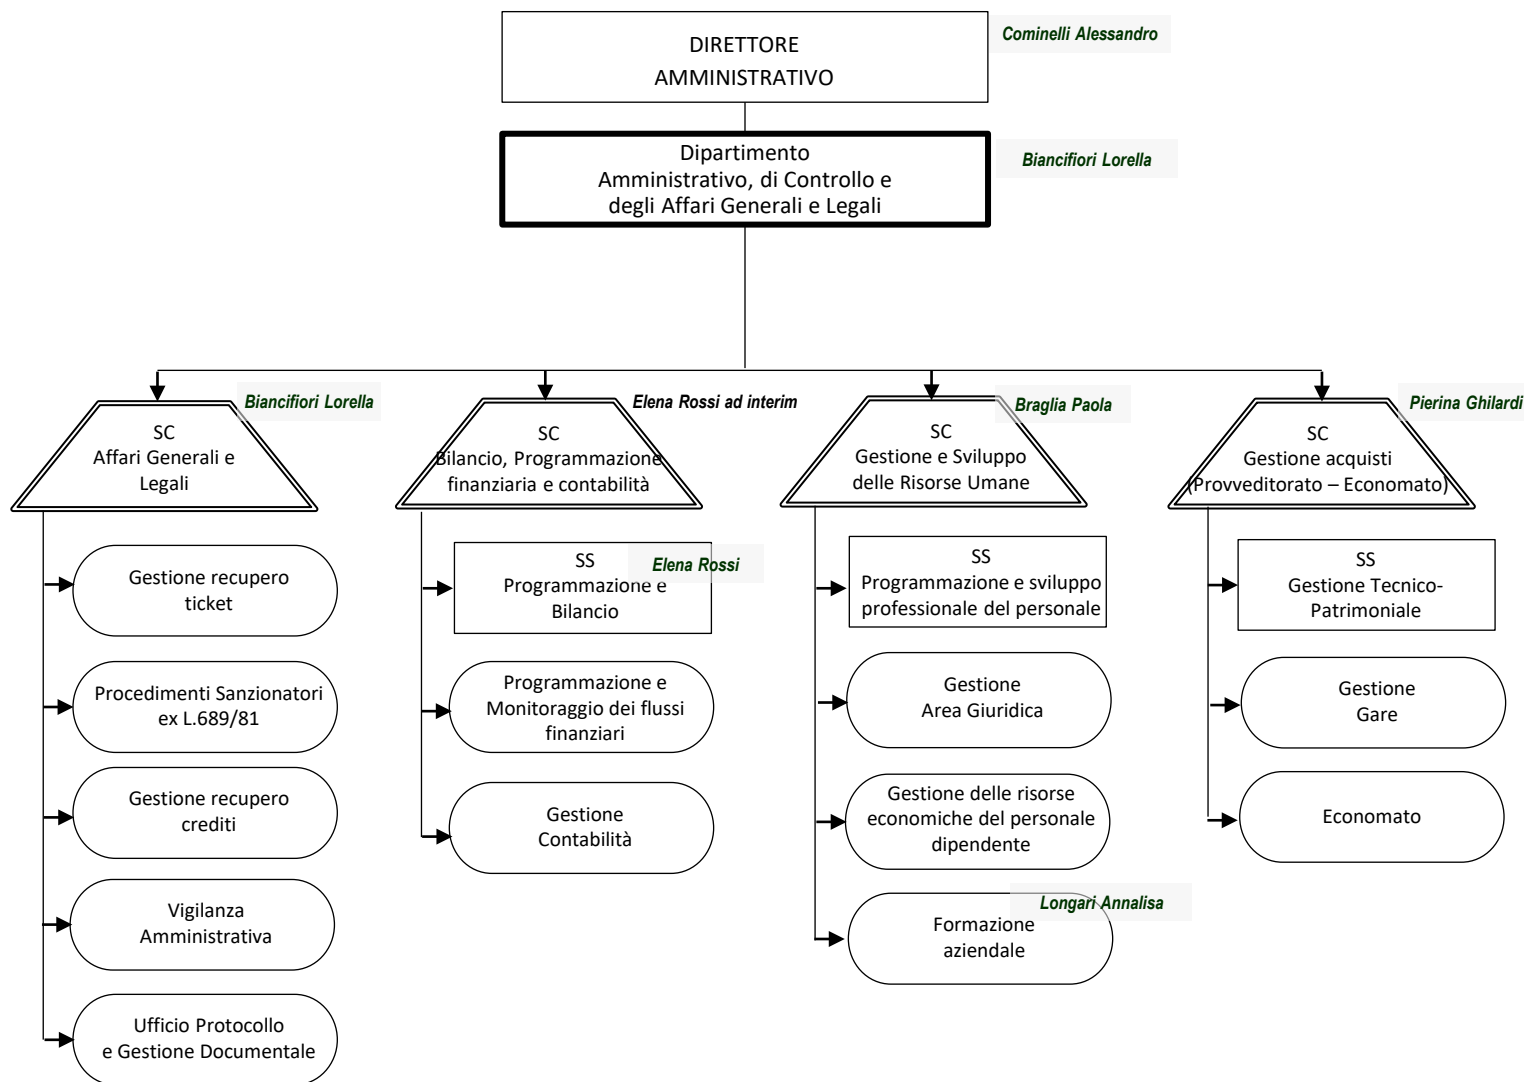 DIRETTORE
AMMINISTRATIVO
Cominelli Alessandro
Dipartimento
Amministrativo, di Controllo e
degli Affari Generali e Legali
Biancifiori Lorella
Biancifiori Lorella
SC
Affari Generali e
Legali
Gestione recupero
ticket
Procedimenti Sanzionatori
ex L.689/81
Gestione recupero
crediti
Vigilanza
Amministrativa
Ufficio Protocollo
e Gestione Documentale
Elena Rossi ad interim
SC
Bilancio, Programmazione
finanziaria e contabilità
Elena Rossi
SS
Programmazione e
Bilancio
Programmazione e
Monitoraggio dei flussi
finanziari
Gestione
Contabilità
Braglia Paola
SC
Gestione e Sviluppo
delle Risorse Umane
SS
Programmazione e sviluppo
professionale del personale
Gestione
Area Giuridica
Gestione delle risorse
economiche del personale
dipendente
Longari Annalisa
Formazione
aziendale
Pierina Ghilardi
SC
Gestione acquisti
(Provveditorato – Economato)
SS
Gestione Tecnico-
Patrimoniale
Gestione
Gare
Economato